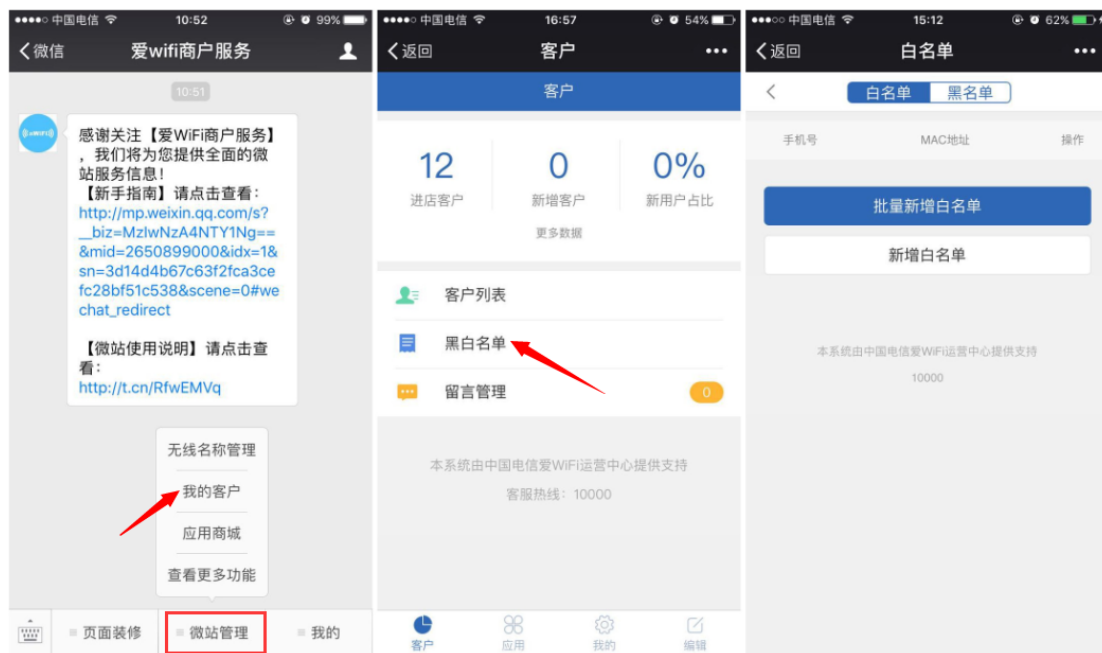 中国电信
10:52
99%
微信
爱wifi商户服务
10:51
感谢关注【爱WiFi商户服务】
，我们将为您提供全面的微
站服务信息！
【新手指南】请点击查看：
http://mp.weixin.qq.com/s?
__biz=MzIwNzA4NTY1Ng==
&mid=2650899000&idx=1&
sn=3d14d4b67c63f2fca3ce
fc28bf51c538&scene=0#we
chat_redirect
【微站使用说明】请点击查
看：
http://t.cn/RfwEMVq
无线名称管理
我的客户
应用商城
查看更多功能
页面装修
微站管理
我的
中国电信
16:57
54%
返回
客户
客户
12
0
0%
进店客户
新增客户
新用户占比
更多数据
客户列表
黑白名单
留言管理
0
本系统由中国电信爱WiFi运营中心提供支持
客服热线：10000
客户
应用
我的
编辑
中国电信
15:12
62%
返回
白名单
白名单
黑名单
手机号
MAC地址
操作
批量新增白名单
新增白名单
本系统由中国电信爱WiFi运营中心提供支持
10000